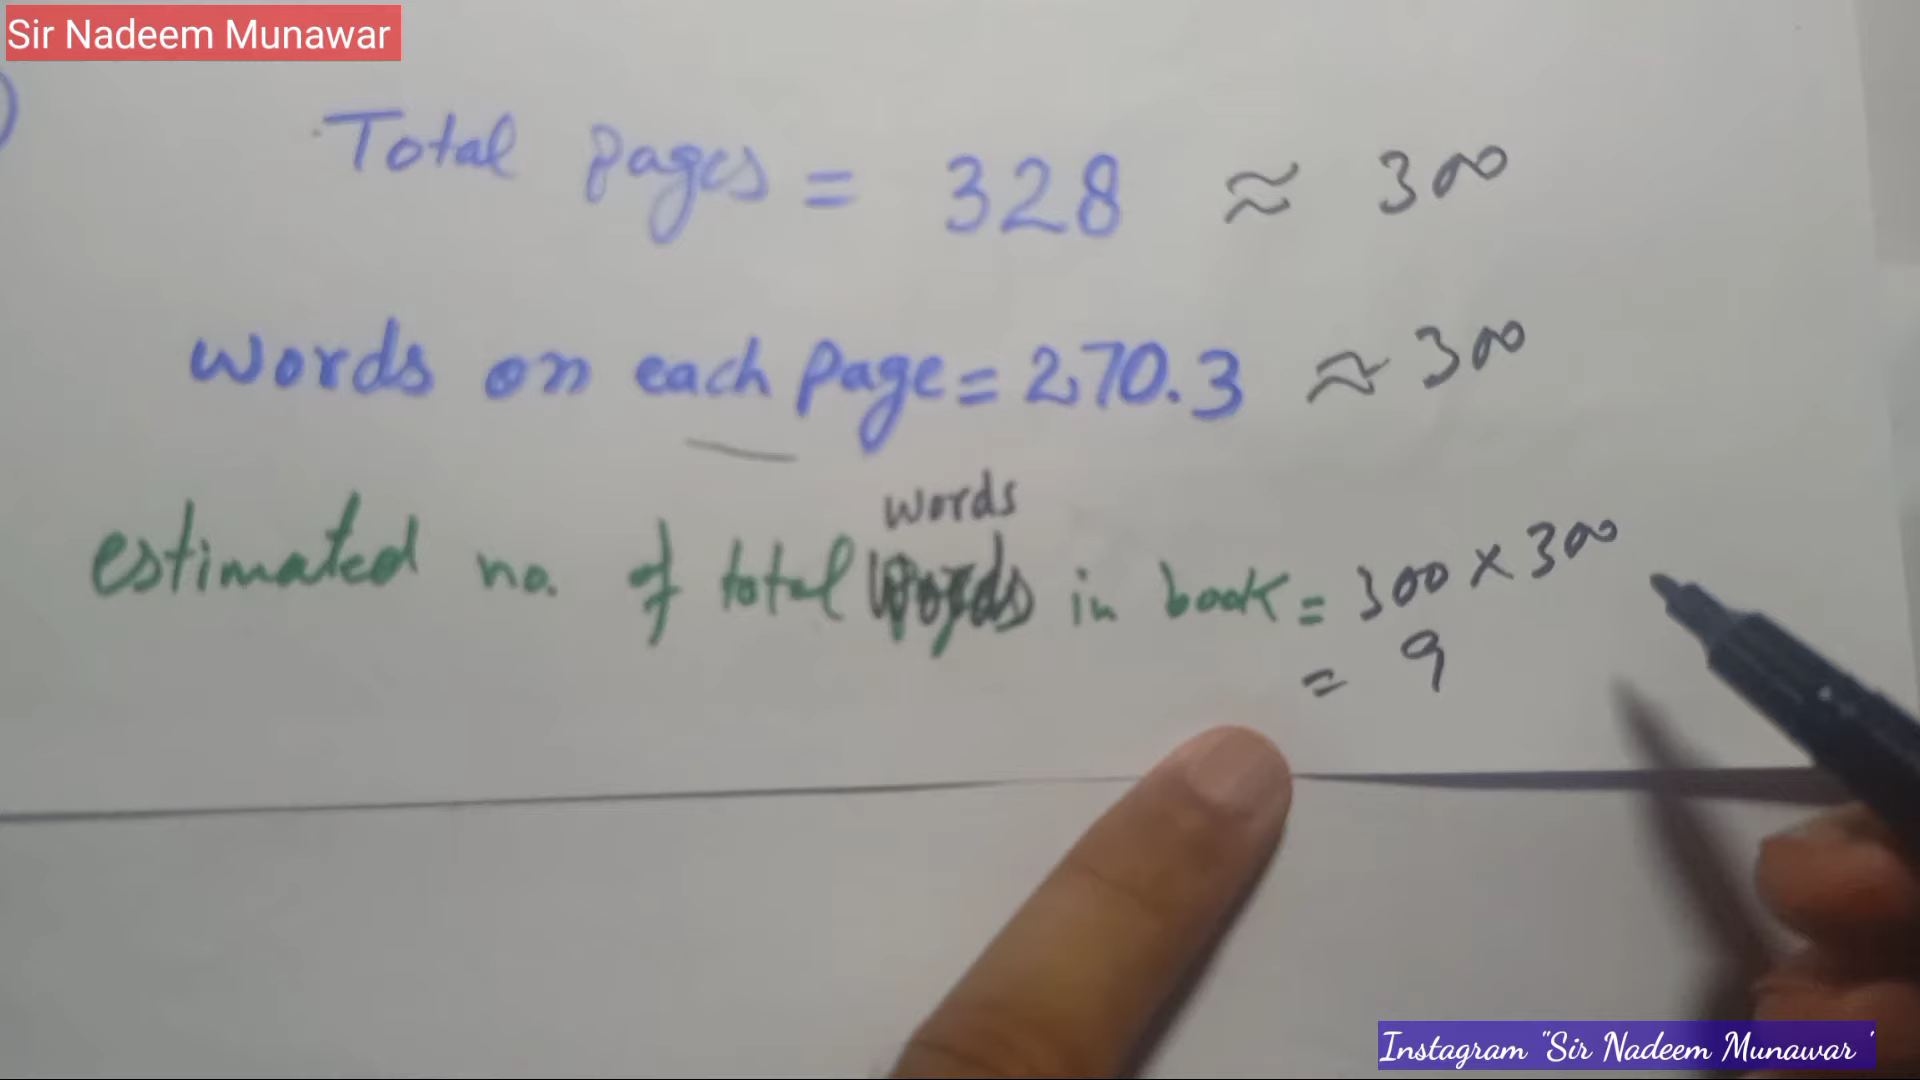 Sir Nadeem Munawar
Total pages = 328 ≈ 300
words on each Page = 270.3 ≈ 300
words
estimated no. of total words in book = 300 × 300
= 9
Instagram "Sir Nadeem Munawar"